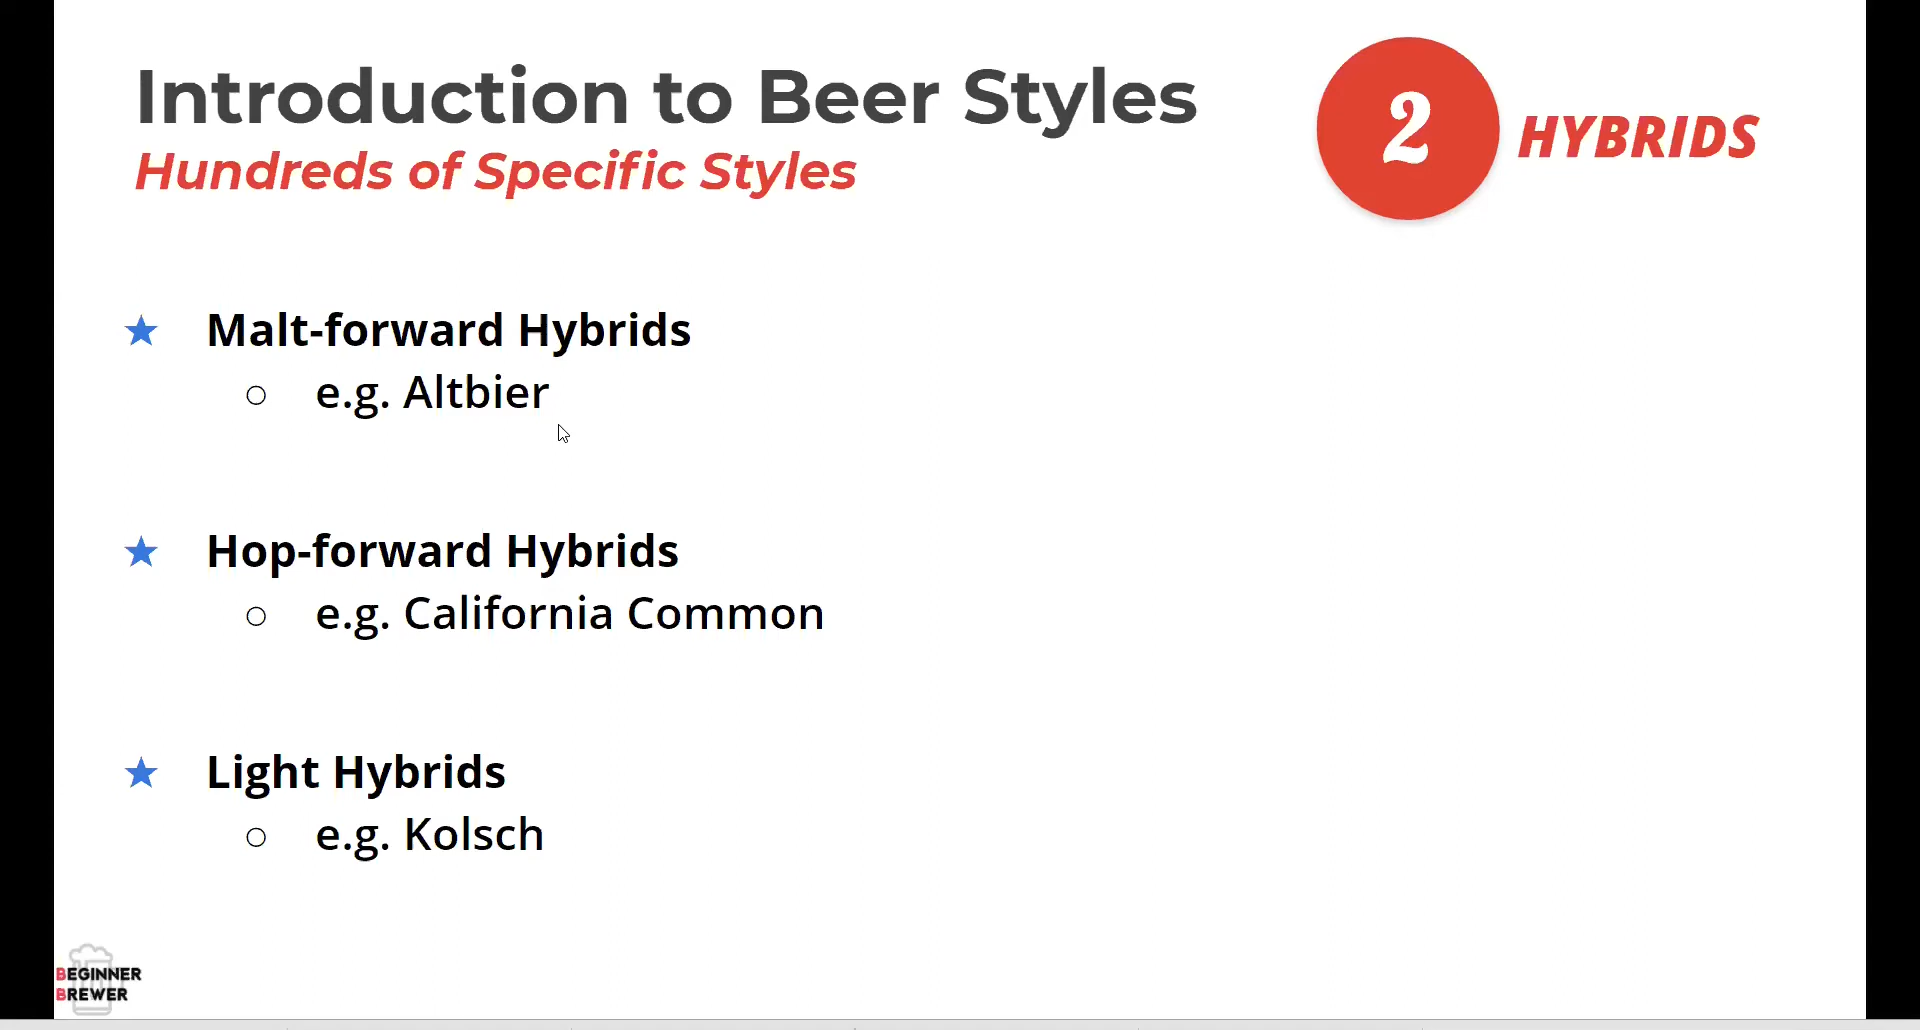 Introduction to Beer Styles
Hundreds of Specific Styles
2 HYBRIDS
★ Malt-forward Hybrids
○ e.g. Altbier
★ Hop-forward Hybrids
○ e.g. California Common
★ Light Hybrids
○ e.g. Kolsch
BEGINNER
BREWER